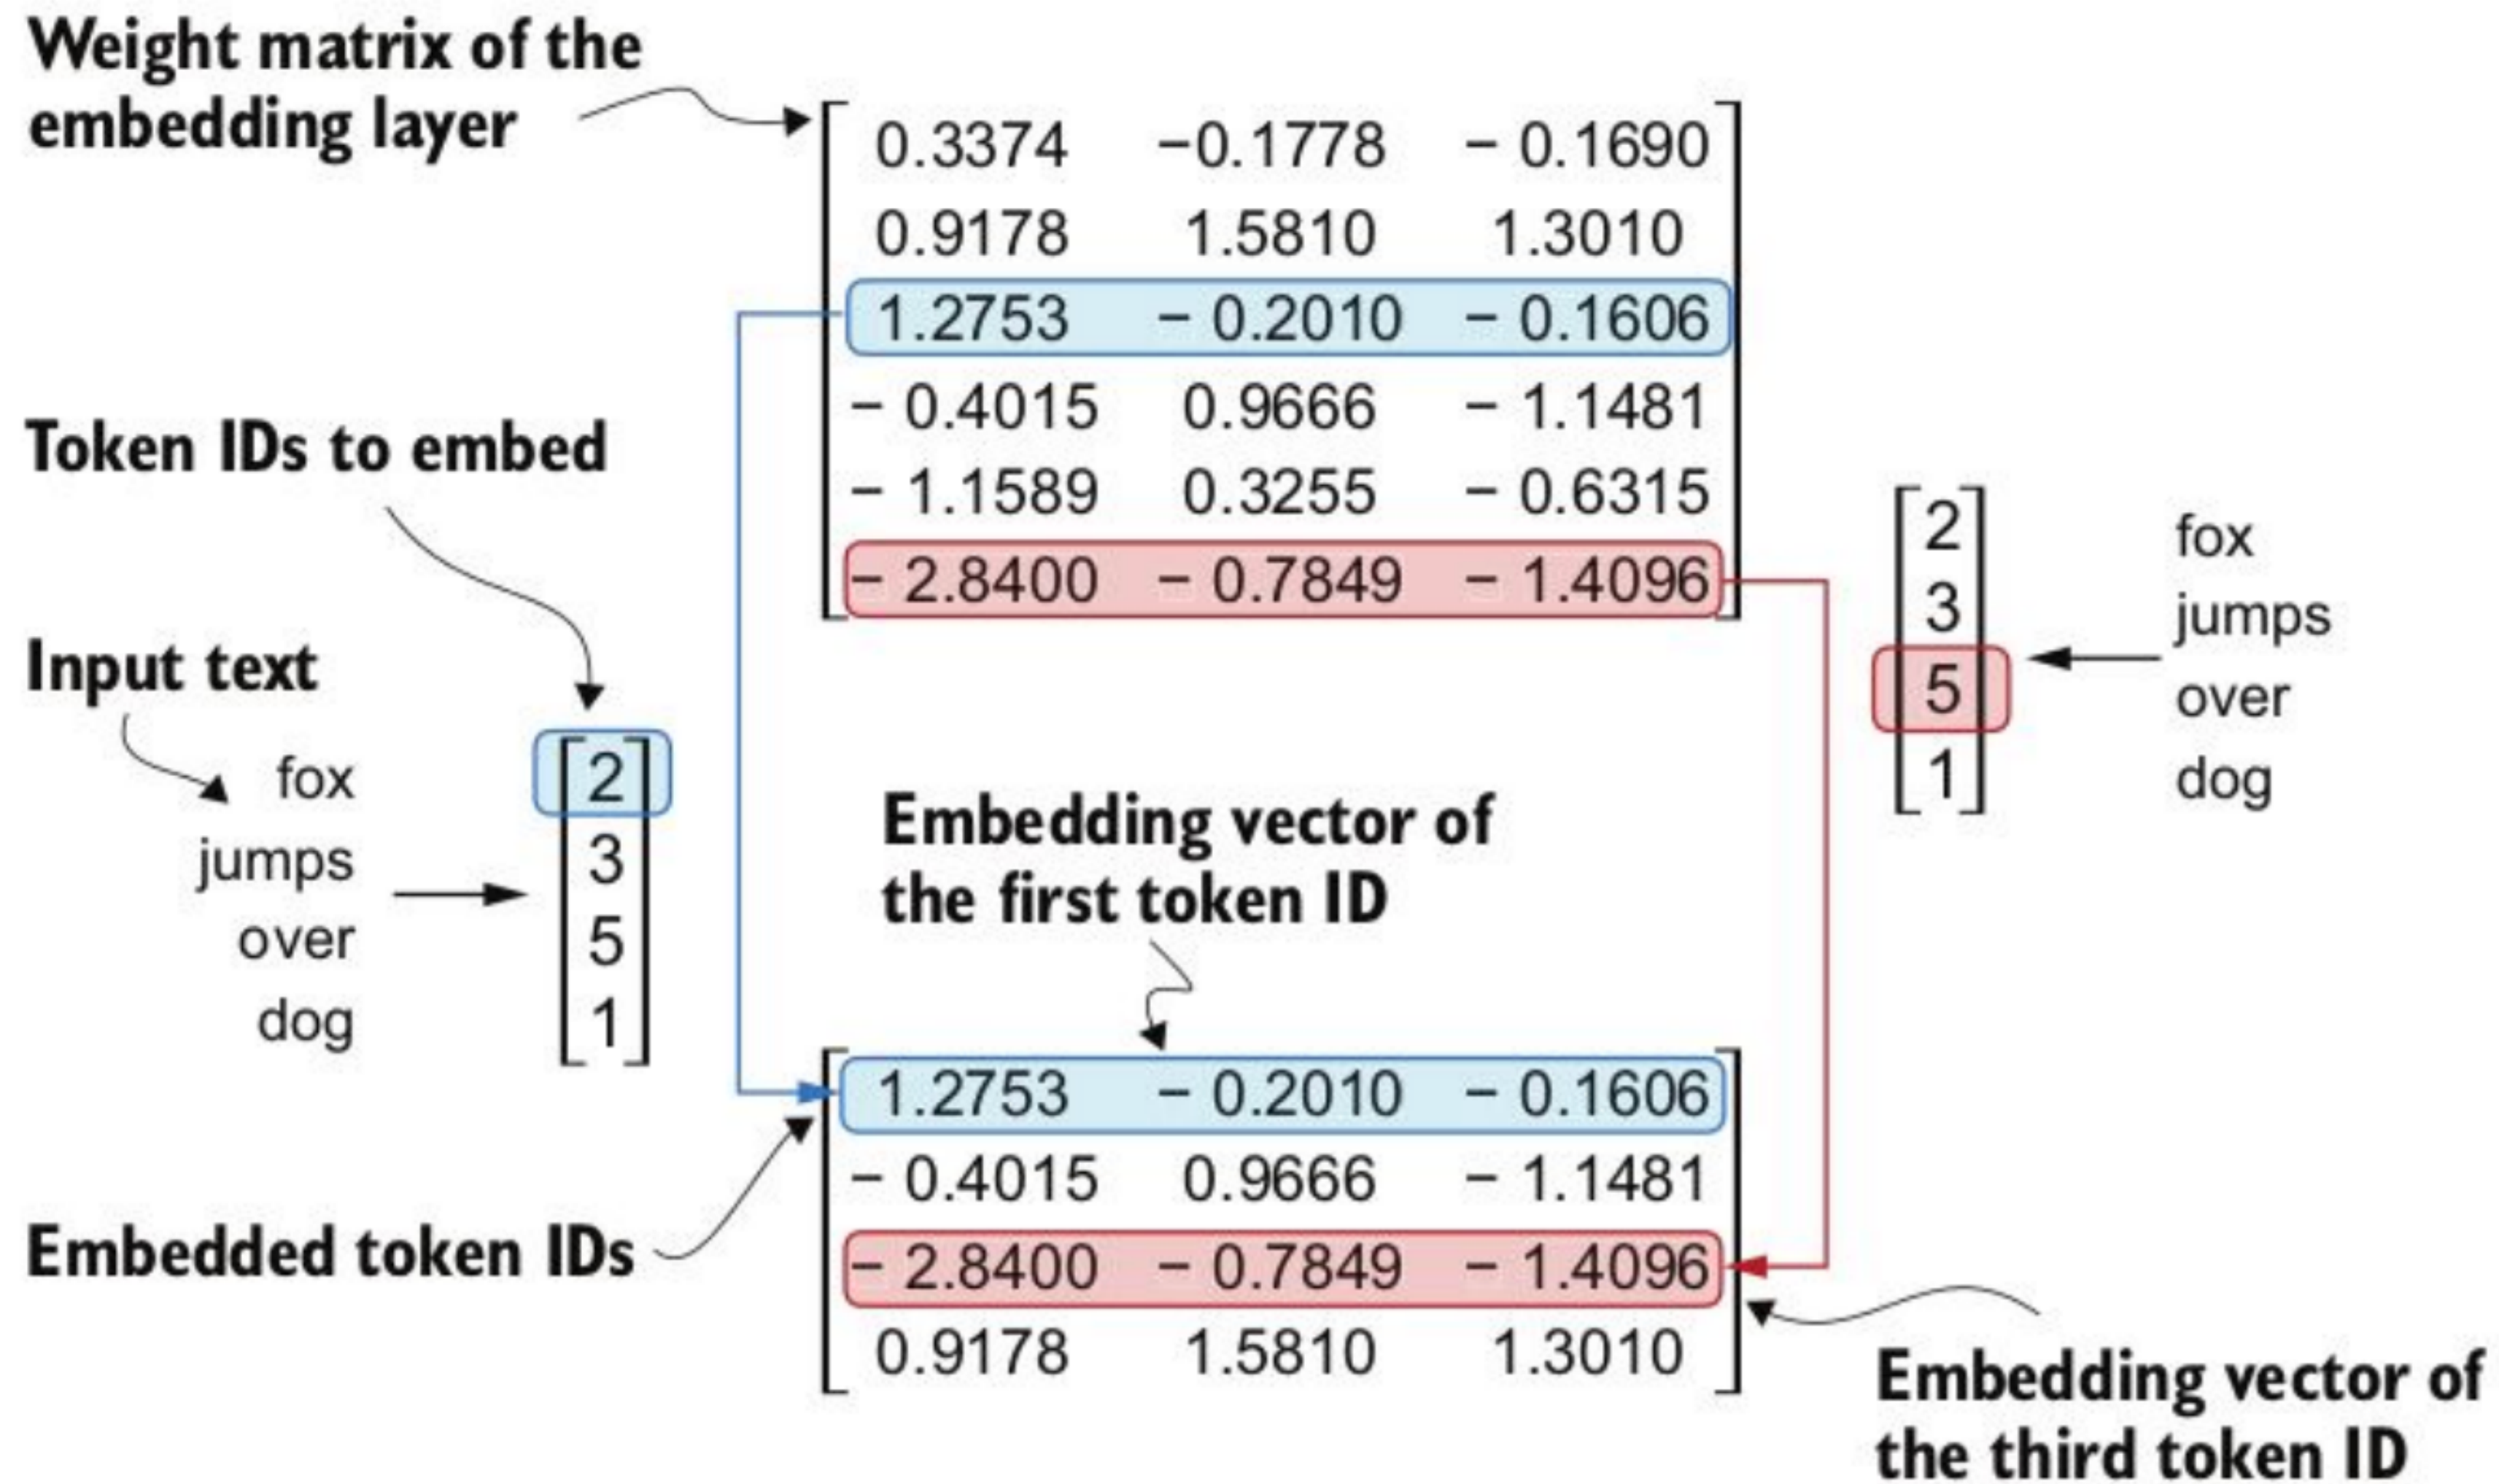 Weight matrix of the
embedding layer
0.3374 −0.1778 − 0.1690
0.9178 1.5810 1.3010
1.2753 − 0.2010 − 0.1606
− 0.4015 0.9666 − 1.1481
− 1.1589 0.3255 − 0.6315
− 2.8400 − 0.7849 − 1.4096
Token IDs to embed
Input text
fox
jumps
over
dog
2
3
5
1
2
3
5
1
fox
jumps
over
dog
Embedding vector of
the first token ID
1.2753 − 0.2010 − 0.1606
− 0.4015 0.9666 − 1.1481
− 2.8400 − 0.7849 − 1.4096
0.9178 1.5810 1.3010
Embedded token IDs
Embedding vector of
the third token ID